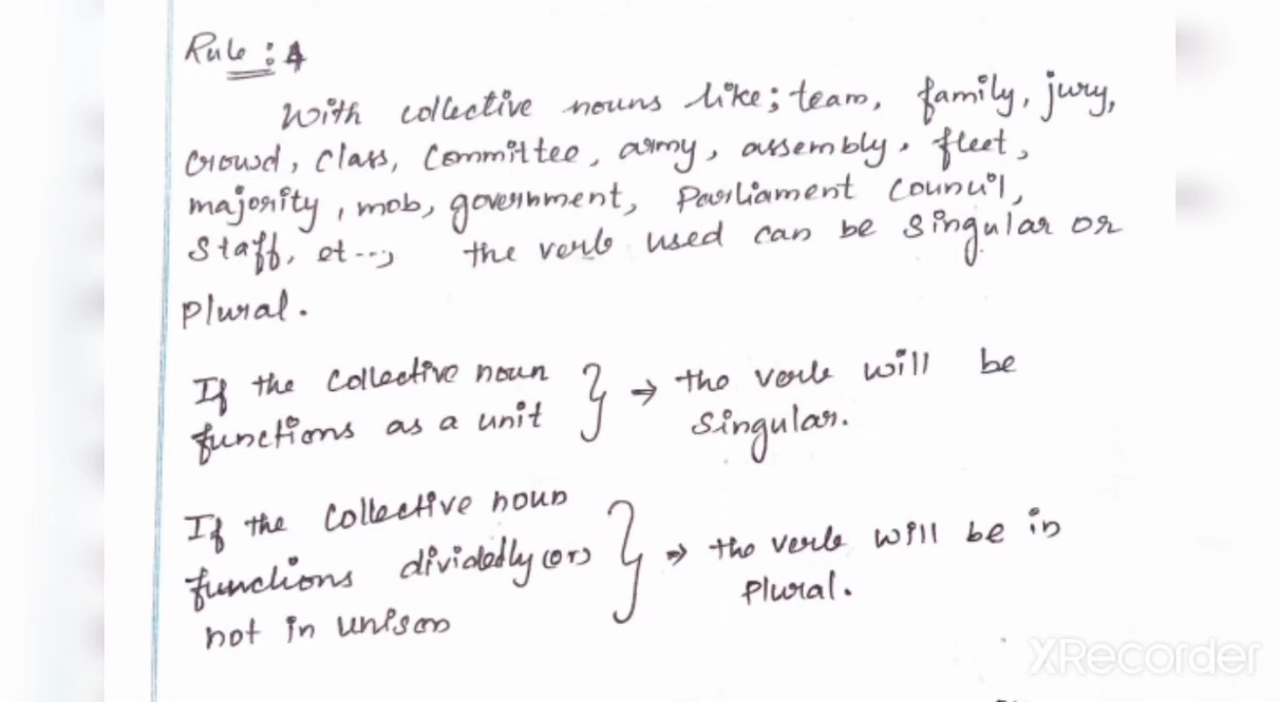 Rule : 4
With collective nouns like; team, family, jury,
crowd, class, committee, army, assembly, fleet,
majority, mob, government, Parliament Council,
Staff, et...., the verb used can be singular or
plural.
If the collective noun
functions as a unit } → the verb will be
singular.
If the collective noun
functions dividedly (or)
not in unison } → the verb will be in
plural.
XRecorder